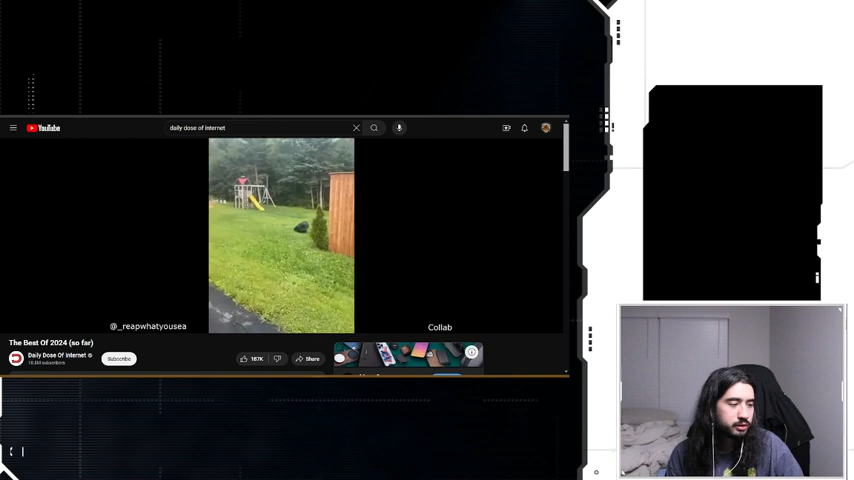 YouTube
daily dose of internet
@_reapwhatyousea
Collab
The Best Of 2024 (so far)
Daily Dose Of Internet
Subscribe
187K
Share